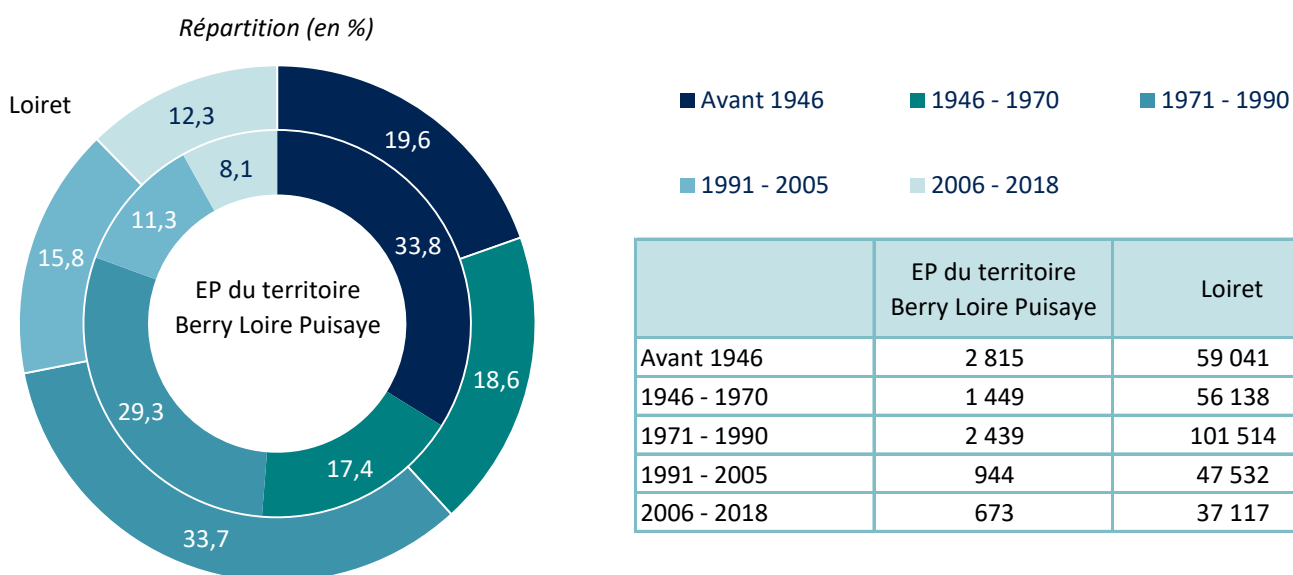 Répartition (en %)
Loiret
12,3
19,6
8,1
33,8
11,3
15,8
EP du territoire
Berry Loire Puisaye
18,6
29,3
17,4
33,7
Avant 1946 1946 - 1970 1971 - 1990
1991 - 2005 2006 - 2018
EP du territoire
Berry Loire Puisaye Loiret
Avant 1946 2 815 59 041
1946 - 1970 1 449 56 138
1971 - 1990 2 439 101 514
1991 - 2005 944 47 532
2006 - 2018 673 37 117